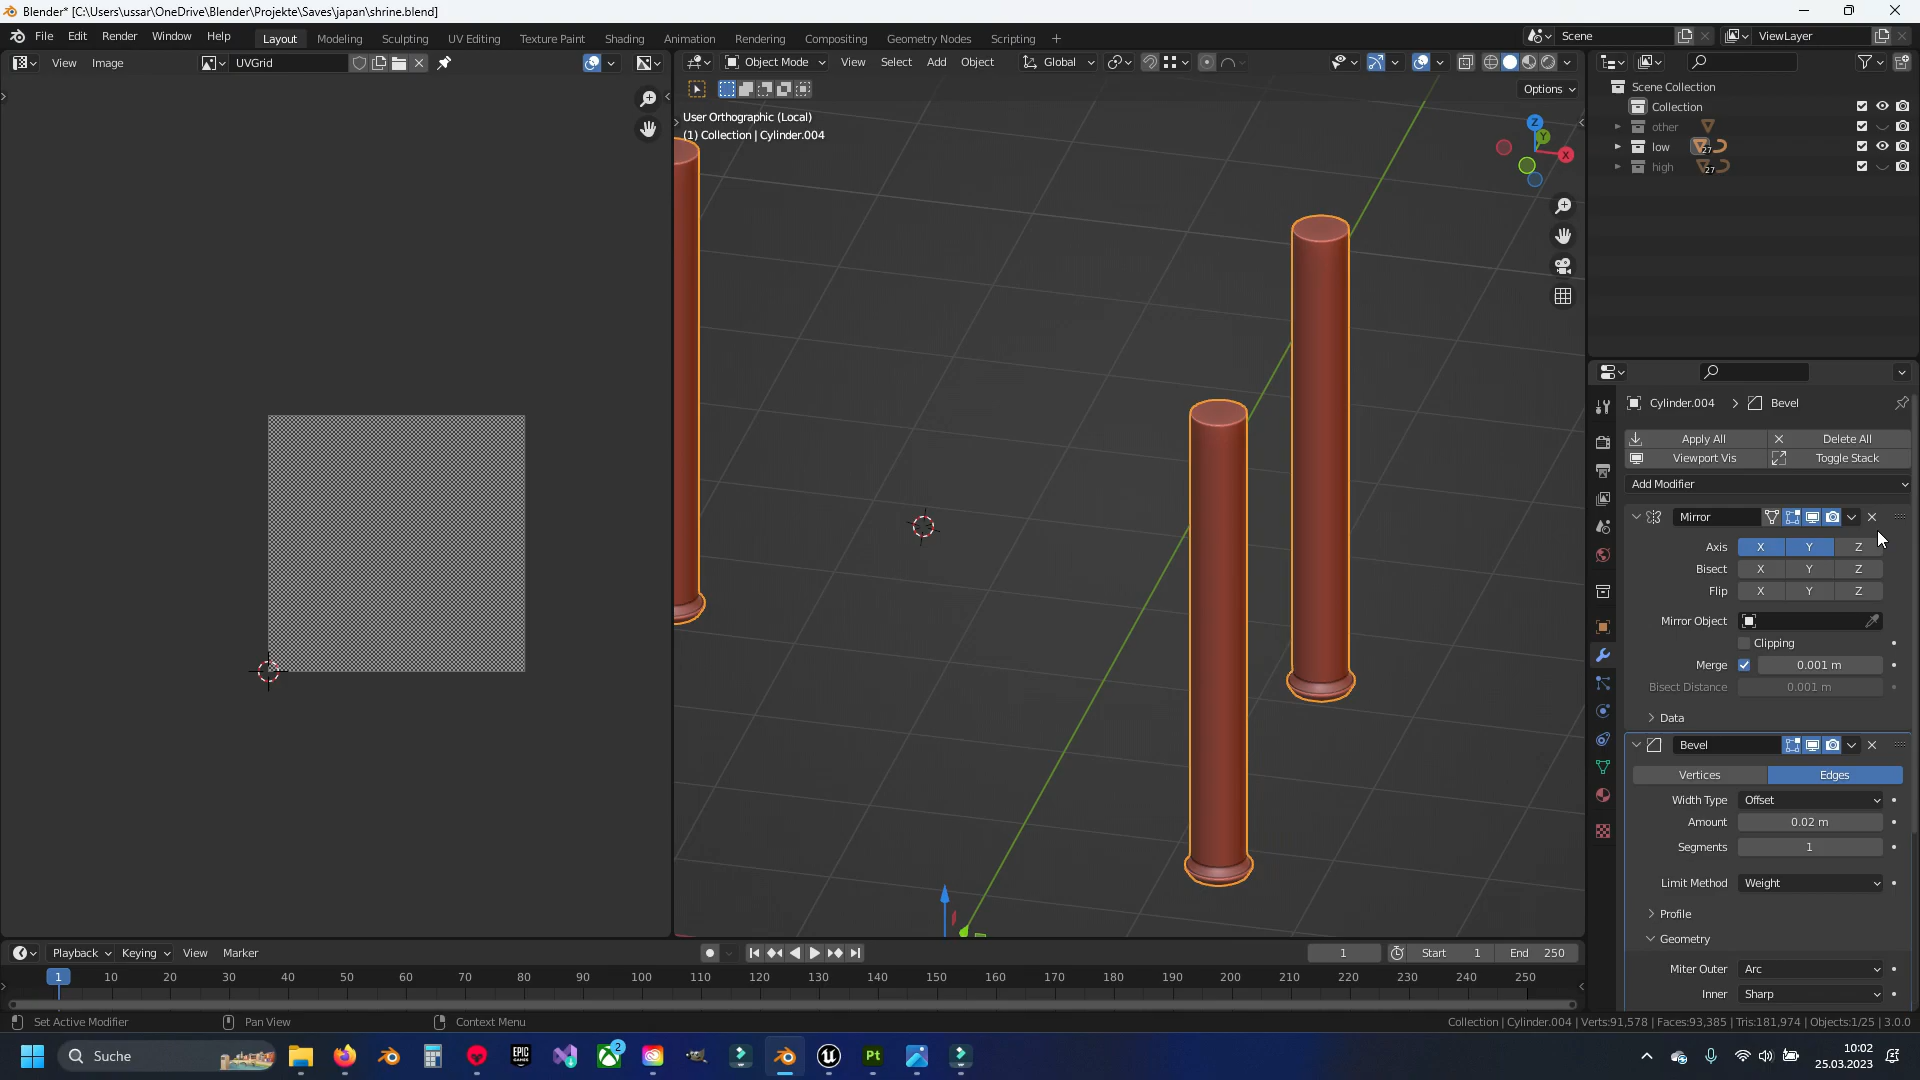 Blender* [C:\Users\ussar\OneDrive\Blender\Projekte\Saves\japan\shrine.blend]
File Edit Render Window Help Layout Modeling Sculpting UV Editing Texture Paint Shading Animation Rendering Compositing Geometry Nodes Scripting + Scene ViewLayer
View Image UVGrid
Object Mode View Select Add Object Global
Options
User Orthographic (Local)
(1) Collection | Cylinder.004
Z
Y
X
Scene Collection
Collection
other
low 27
high 27
Cylinder.004 > Bevel
Apply All Delete All
Viewport Vis Toggle Stack
Add Modifier
Mirror
Axis X Y Z
Bisect X Y Z
Flip X Y Z
Mirror Object
Clipping
Merge 0.001 m
Bisect Distance 0.001 m
Data
Bevel
Vertices Edges
Width Type Offset
Amount 0.02 m
Segments 1
Limit Method Weight
Profile
Geometry
Miter Outer Arc
Inner Sharp
Playback Keying View Marker 1 Start 1 End 250
1 10 20 30 40 50 60 70 80 90 100 110 120 130 140 150 160 170 180 190 200 210 220 230 240 250
Set Active Modifier Pan View Context Menu
Collection | Cylinder.004 | Verts:91,578 | Faces:93,385 | Tris:181,974 | Objects:1/25 | 3.0.0
Suche
EPIC GAMES
2
Pt
10:02
25.03.2023